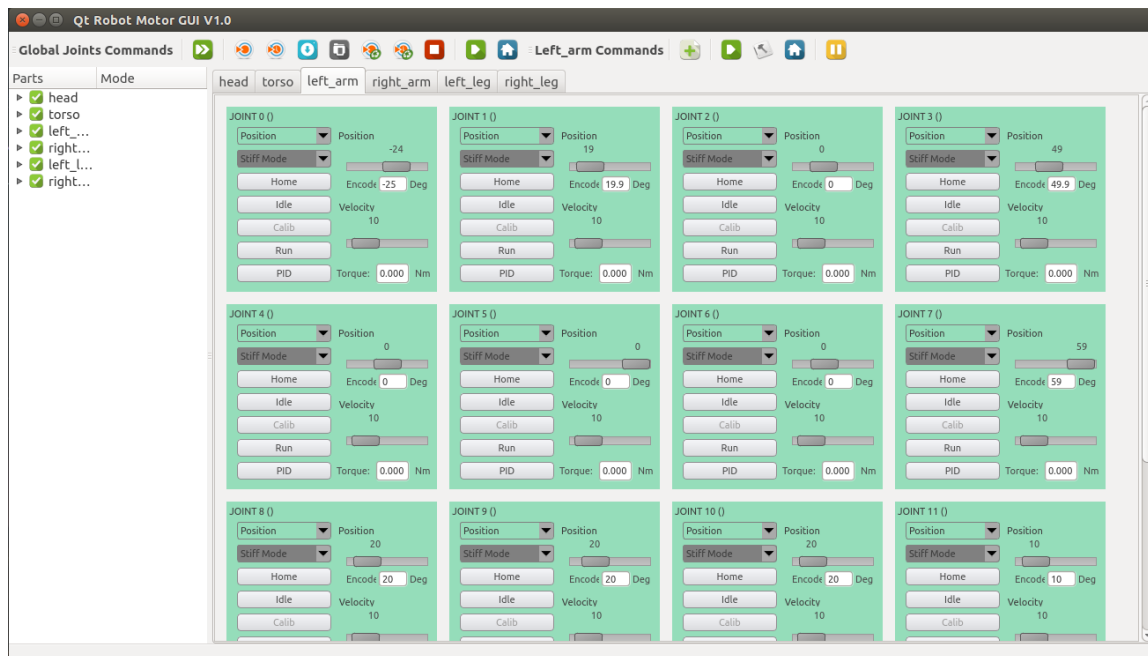 Qt Robot Motor GUI V1.0
Global Joints Commands Left_arm Commands
Parts Mode
head torso left_arm right_arm left_leg right_leg
head
torso
left_...
right...
left_l...
right...
JOINT 0 ()
Position Position
-24
Stiff Mode
Home Encode -25 Deg
Idle Velocity
10
Calib
Run
PID Torque: 0.000 Nm
JOINT 1 ()
Position Position
19
Stiff Mode
Home Encode 19.9 Deg
Idle Velocity
10
Calib
Run
PID Torque: 0.000 Nm
JOINT 2 ()
Position Position
0
Stiff Mode
Home Encode 0 Deg
Idle Velocity
10
Calib
Run
PID Torque: 0.000 Nm
JOINT 3 ()
Position Position
49
Stiff Mode
Home Encode 49.9 Deg
Idle Velocity
10
Calib
Run
PID Torque: 0.000 Nm
JOINT 4 ()
Position Position
0
Stiff Mode
Home Encode 0 Deg
Idle Velocity
10
Calib
Run
PID Torque: 0.000 Nm
JOINT 5 ()
Position Position
0
Stiff Mode
Home Encode 0 Deg
Idle Velocity
10
Calib
Run
PID Torque: 0.000 Nm
JOINT 6 ()
Position Position
0
Stiff Mode
Home Encode 0 Deg
Idle Velocity
10
Calib
Run
PID Torque: 0.000 Nm
JOINT 7 ()
Position Position
59
Stiff Mode
Home Encode 59 Deg
Idle Velocity
10
Calib
Run
PID Torque: 0.000 Nm
JOINT 8 ()
Position Position
20
Stiff Mode
Home Encode 20 Deg
Idle Velocity
10
Calib
JOINT 9 ()
Position Position
20
Stiff Mode
Home Encode 20 Deg
Idle Velocity
10
Calib
JOINT 10 ()
Position Position
20
Stiff Mode
Home Encode 20 Deg
Idle Velocity
10
Calib
JOINT 11 ()
Position Position
10
Stiff Mode
Home Encode 10 Deg
Idle Velocity
10
Calib